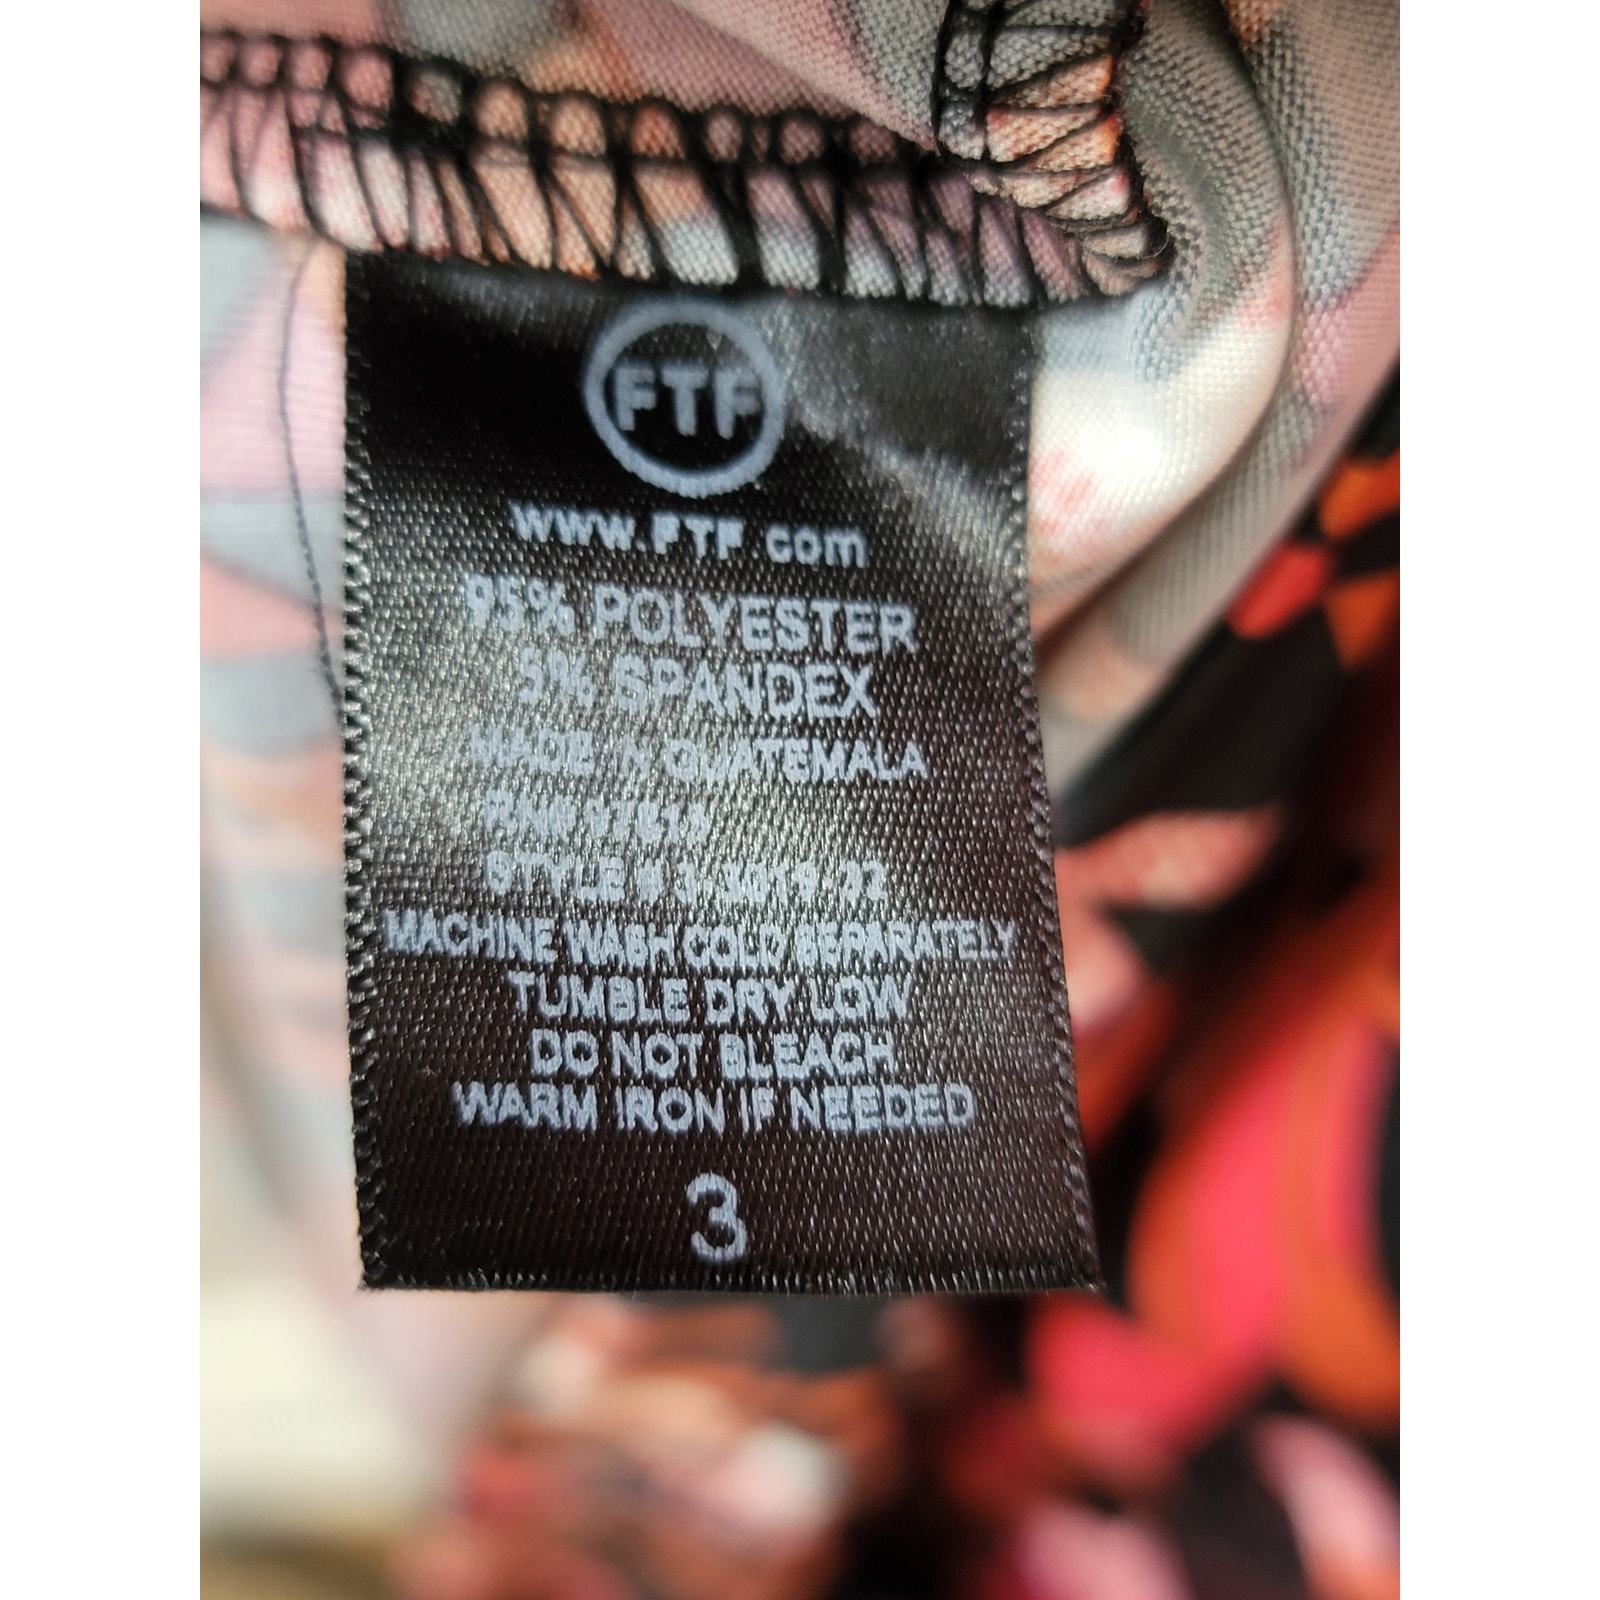 FTF
www.FTF.com
95% POLYESTER
5% SPANDEX
MADE IN GUATEMALA
STYLE #
MACHINE WASH COLD SEPARATELY
TUMBLE DRY LOW
DO NOT BLEACH
WARM IRON IF NEEDED
3